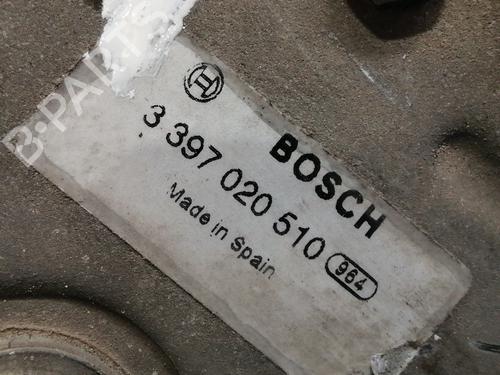 BOSCH
3 397 020 510 964
Made in Spain
B-PARTS